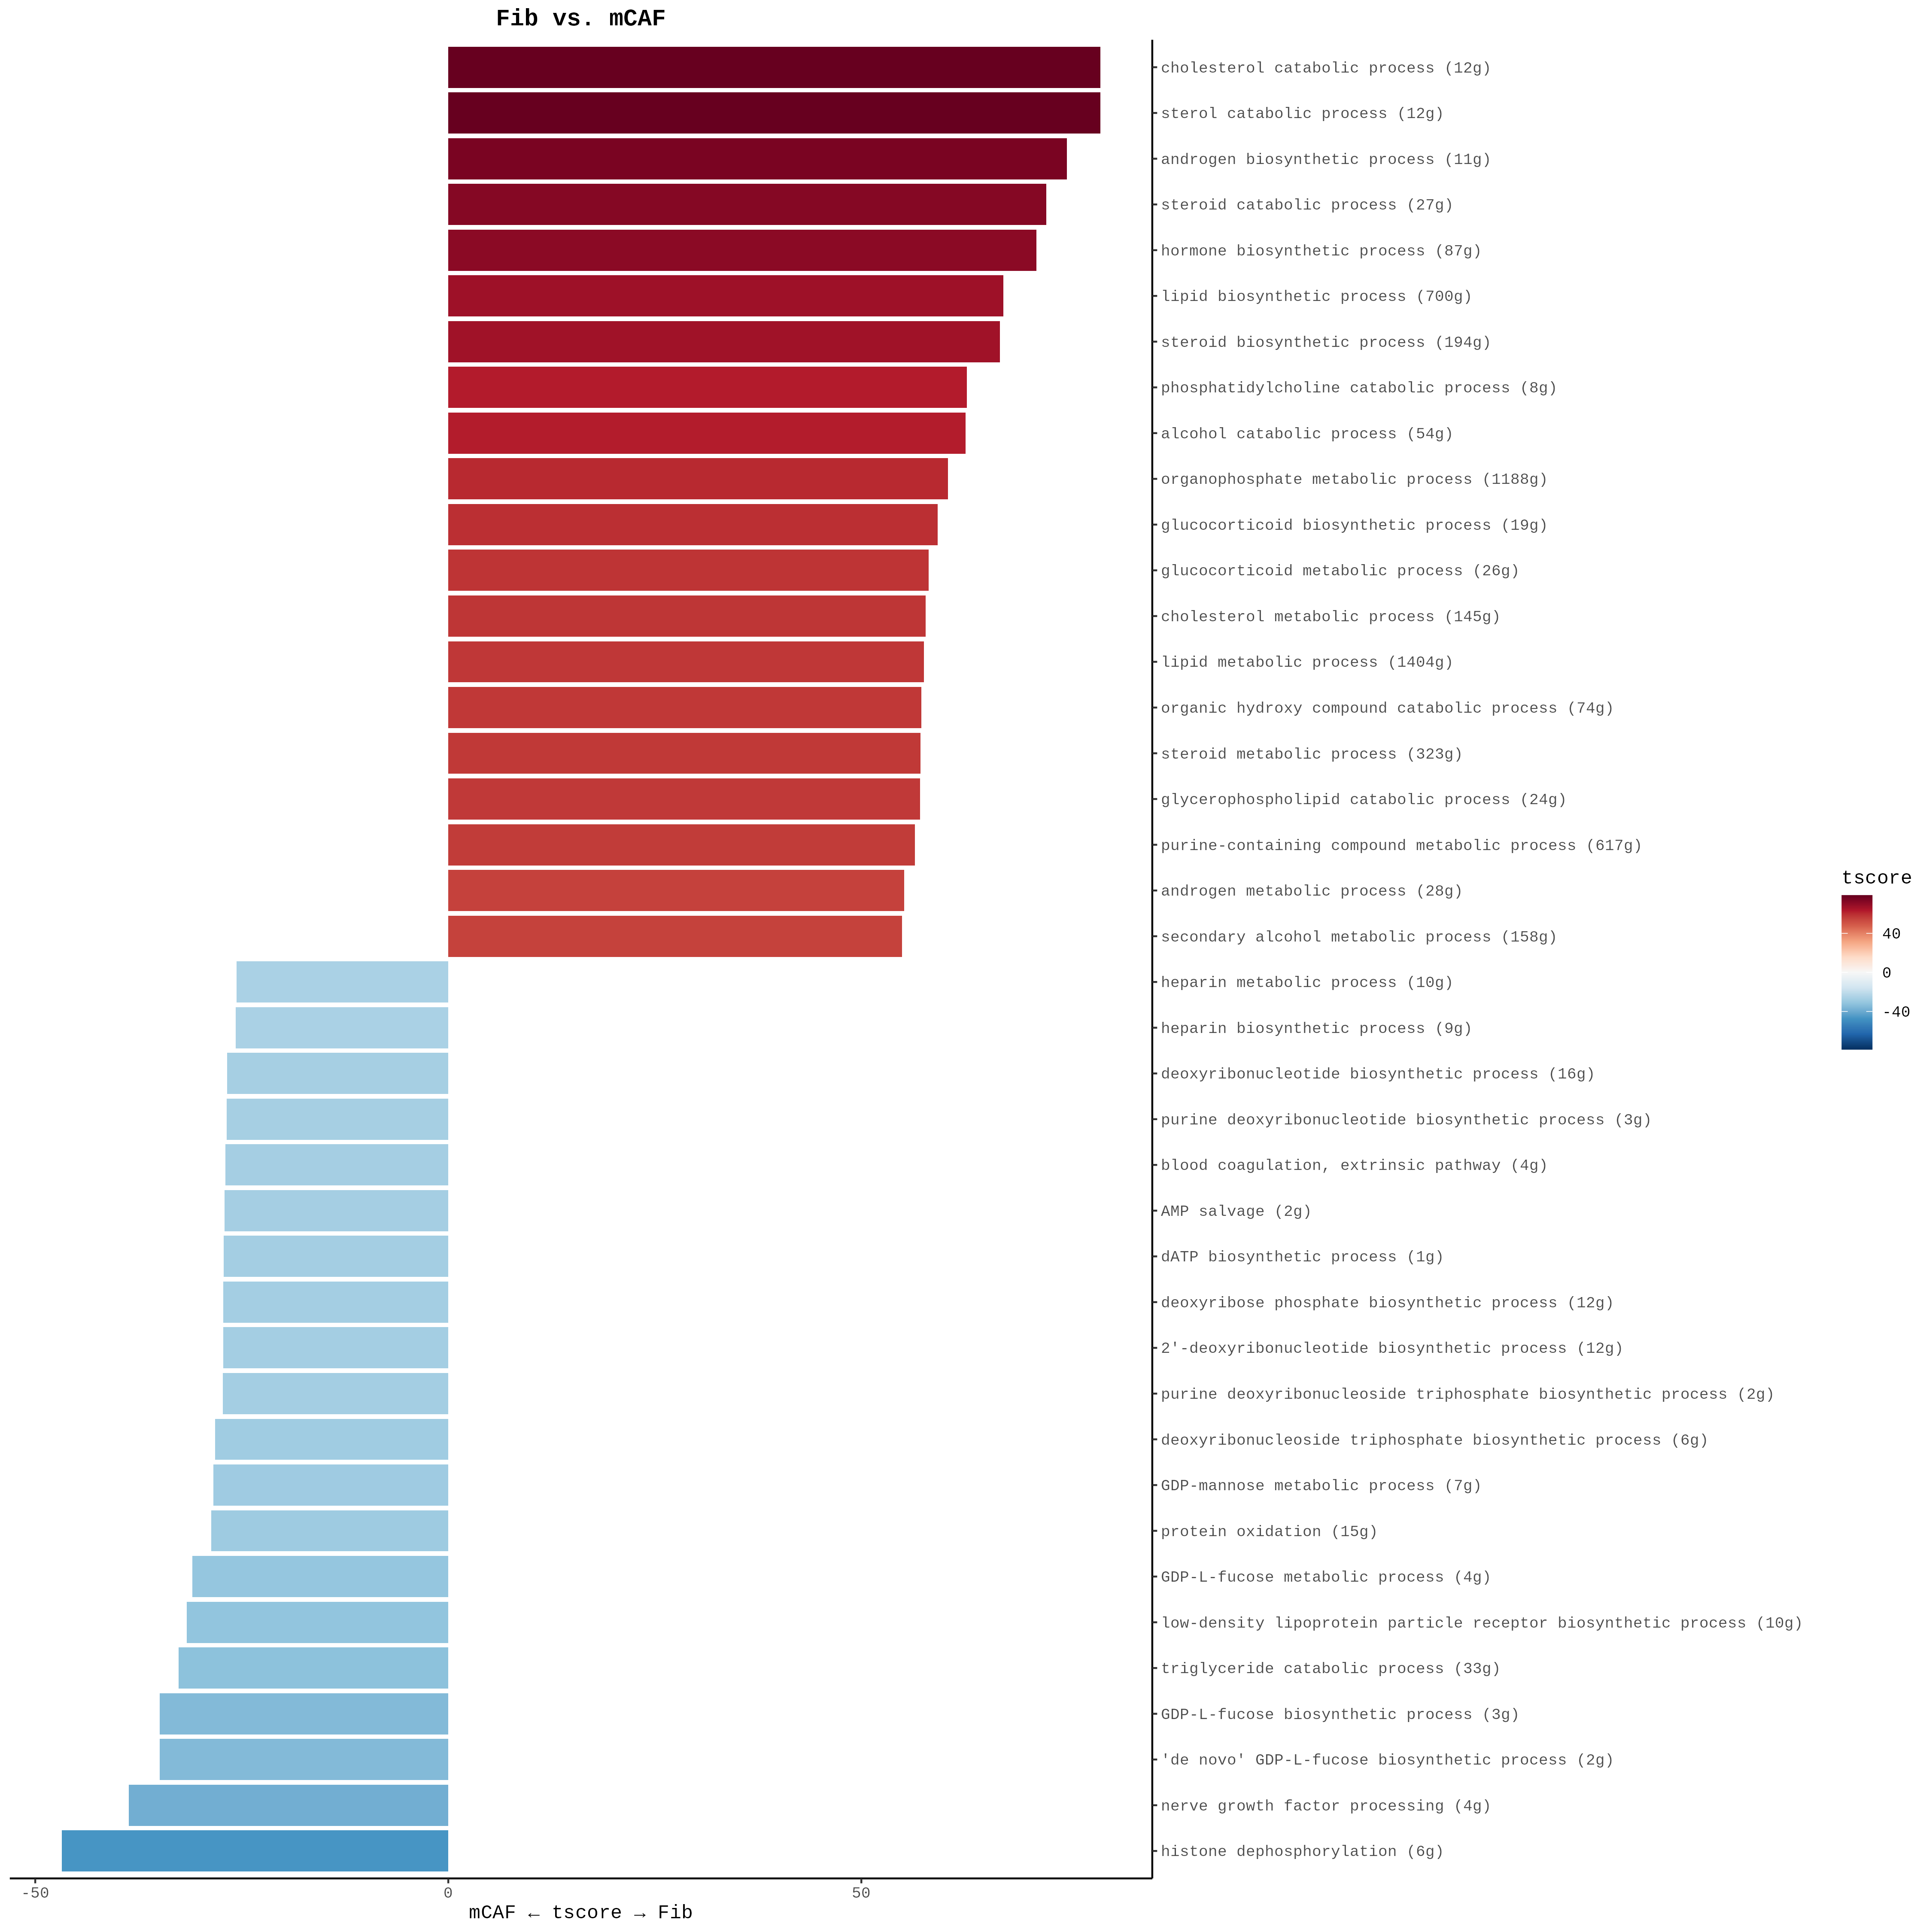 Fib vs. mCAF
cholesterol catabolic process (12g)
sterol catabolic process (12g)
androgen biosynthetic process (11g)
steroid catabolic process (27g)
hormone biosynthetic process (87g)
lipid biosynthetic process (700g)
steroid biosynthetic process (194g)
phosphatidylcholine catabolic process (8g)
alcohol catabolic process (54g)
organophosphate metabolic process (1188g)
glucocorticoid biosynthetic process (19g)
glucocorticoid metabolic process (26g)
cholesterol metabolic process (145g)
lipid metabolic process (1404g)
organic hydroxy compound catabolic process (74g)
steroid metabolic process (323g)
glycerophospholipid catabolic process (24g)
purine-containing compound metabolic process (617g)
androgen metabolic process (28g)
secondary alcohol metabolic process (158g)
heparin metabolic process (10g)
heparin biosynthetic process (9g)
deoxyribonucleotide biosynthetic process (16g)
purine deoxyribonucleotide biosynthetic process (3g)
blood coagulation, extrinsic pathway (4g)
AMP salvage (2g)
dATP biosynthetic process (1g)
deoxyribose phosphate biosynthetic process (12g)
2'-deoxyribonucleotide biosynthetic process (12g)
purine deoxyribonucleoside triphosphate biosynthetic process (2g)
deoxyribonucleoside triphosphate biosynthetic process (6g)
GDP-mannose metabolic process (7g)
protein oxidation (15g)
GDP-L-fucose metabolic process (4g)
low-density lipoprotein particle receptor biosynthetic process (10g)
triglyceride catabolic process (33g)
GDP-L-fucose biosynthetic process (3g)
'de novo' GDP-L-fucose biosynthetic process (2g)
nerve growth factor processing (4g)
histone dephosphorylation (6g)
-50 0 50
mCAF ← tscore → Fib
tscore
40
0
-40